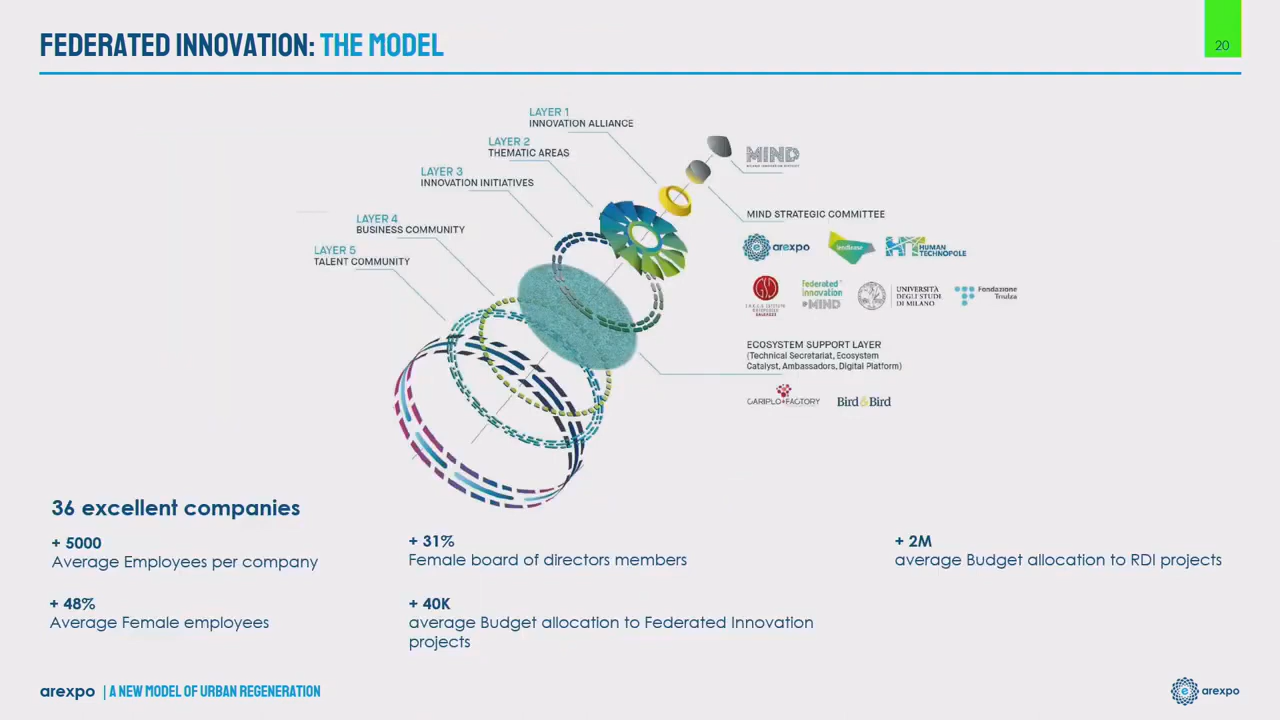 FEDERATED INNOVATION: THE MODEL
20
LAYER 1
INNOVATION ALLIANCE
LAYER 2
THEMATIC AREAS
LAYER 3
INNOVATION INITIATIVES
LAYER 4
BUSINESS COMMUNITY
LAYER 5
TALENT COMMUNITY
MIND
MIND STRATEGIC COMMITTEE
arexpo
lendlease
HUMAN
TECHNOPOLE
GALEAZZI
Federated
innovation
@MIND
UNIVERSITÀ
DEGLI STUDI
DI MILANO
Fondazione
Triulza
ECOSYSTEM SUPPORT LAYER
(Technical Secretariat, Ecosystem
Catalyst, Ambassadors, Digital Platform)
CARIPLO FACTORY
Bird & Bird
36 excellent companies
+ 5000
Average Employees per company
+ 48%
Average Female employees
+ 31%
Female board of directors members
+ 40K
average Budget allocation to Federated Innovation
projects
+ 2M
average Budget allocation to RDI projects
arexpo | A NEW MODEL OF URBAN REGENERATION
e arexpo